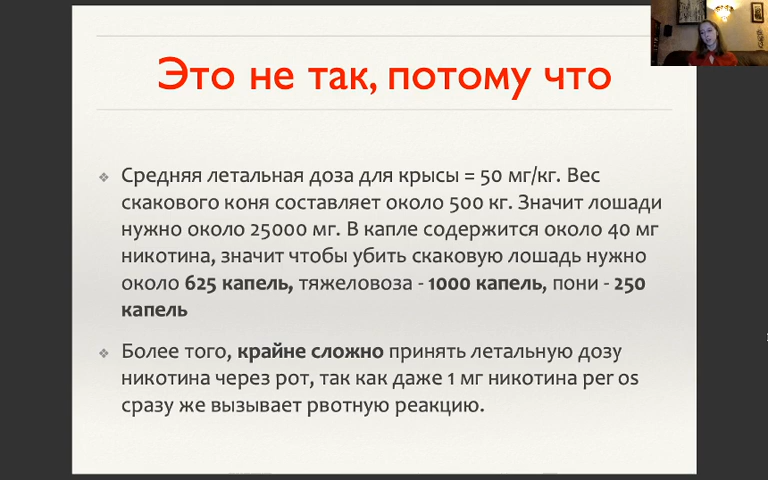 Это не так, потому что
Средняя летальная доза для крысы = 50 мг/кг. Вес
скакового коня составляет около 500 кг. Значит лошади
нужно около 25000 мг. В капле содержится около 40 мг
никотина, значит чтобы убить скаковую лошадь нужно
около 625 капель, тяжеловоза - 1000 капель, пони - 250
капель
Более того, крайне сложно принять летальную дозу
никотина через рот, так как даже 1 мг никотина per os
сразу же вызывает рвотную реакцию.